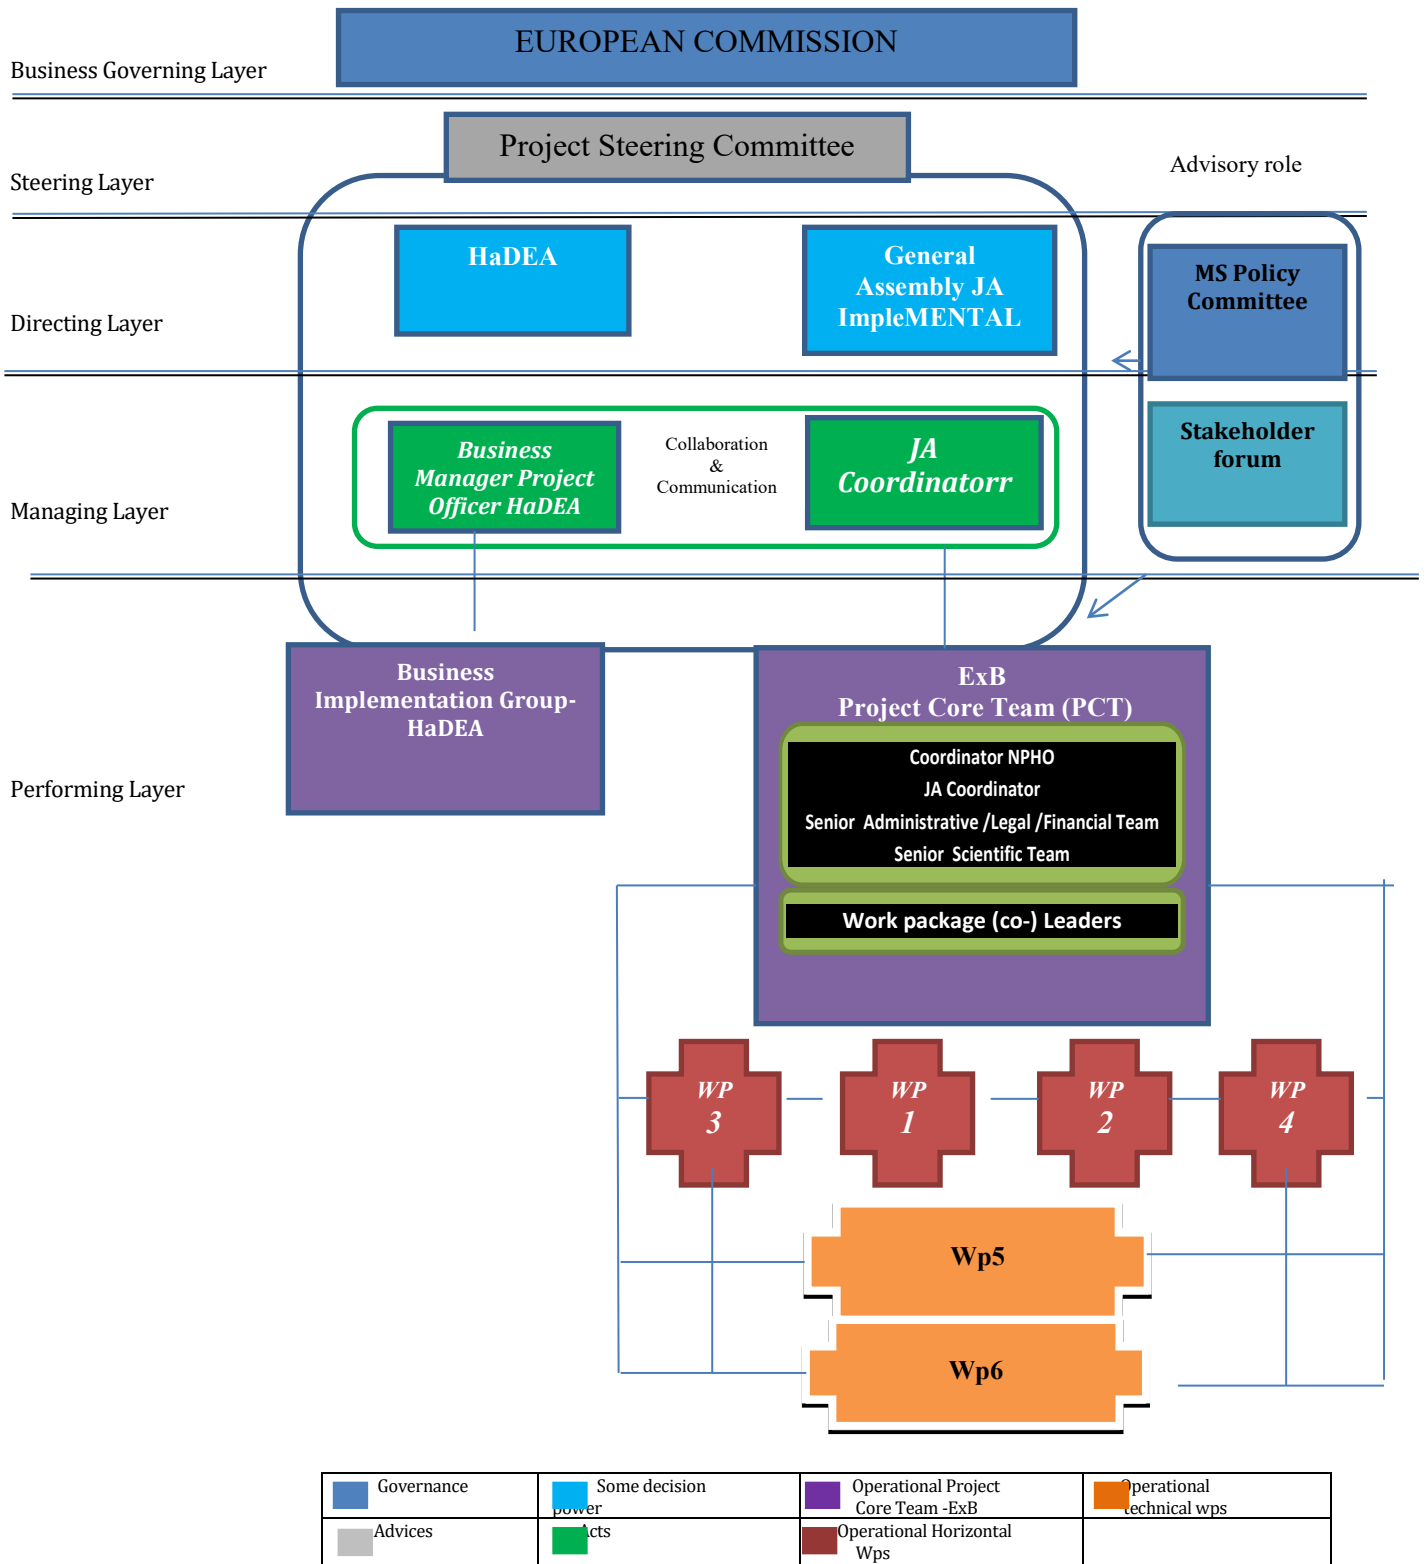 EUROPEAN COMMISSION
Business Governing Layer
Project Steering Committee
Advisory role
Steering Layer
HaDEA
General
Assembly JA
ImpleMENTAL
MS Policy
Committee
Directing Layer
Business
Manager Project
Officer HaDEA
Collaboration
&
Communication
JA
Coordinatorr
Stakeholder
forum
Managing Layer
Business
Implementation Group-
HaDEA
ExB
Project Core Team (PCT)
Coordinator NPHO
JA Coordinator
Senior Administrative /Legal /Financial Team
Senior Scientific Team
Work package (co-) Leaders
Performing Layer
WP
3
WP
1
WP
2
WP
4
Wp5
Wp6
Governance
Some decision
power
Operational Project
Core Team -ExB
Operational
technical wps
Advices
Acts
Operational Horizontal
Wps